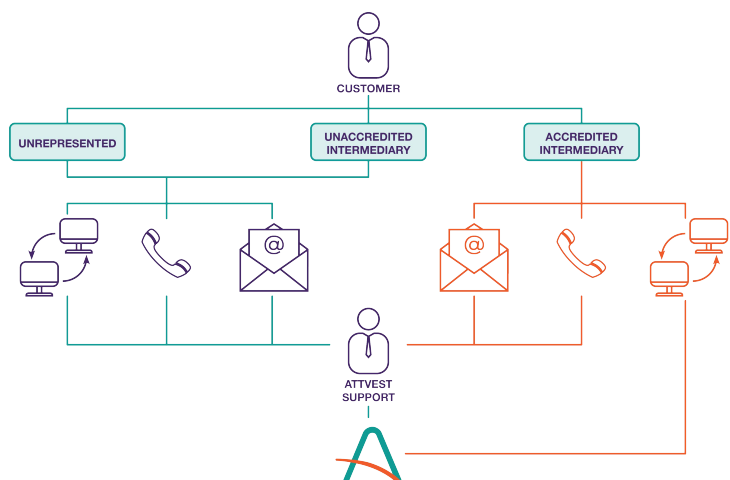 CUSTOMER
UNREPRESENTED
UNACCREDITED
INTERMEDIARY
ACCREDITED
INTERMEDIARY
@
@
ATTVEST
SUPPORT